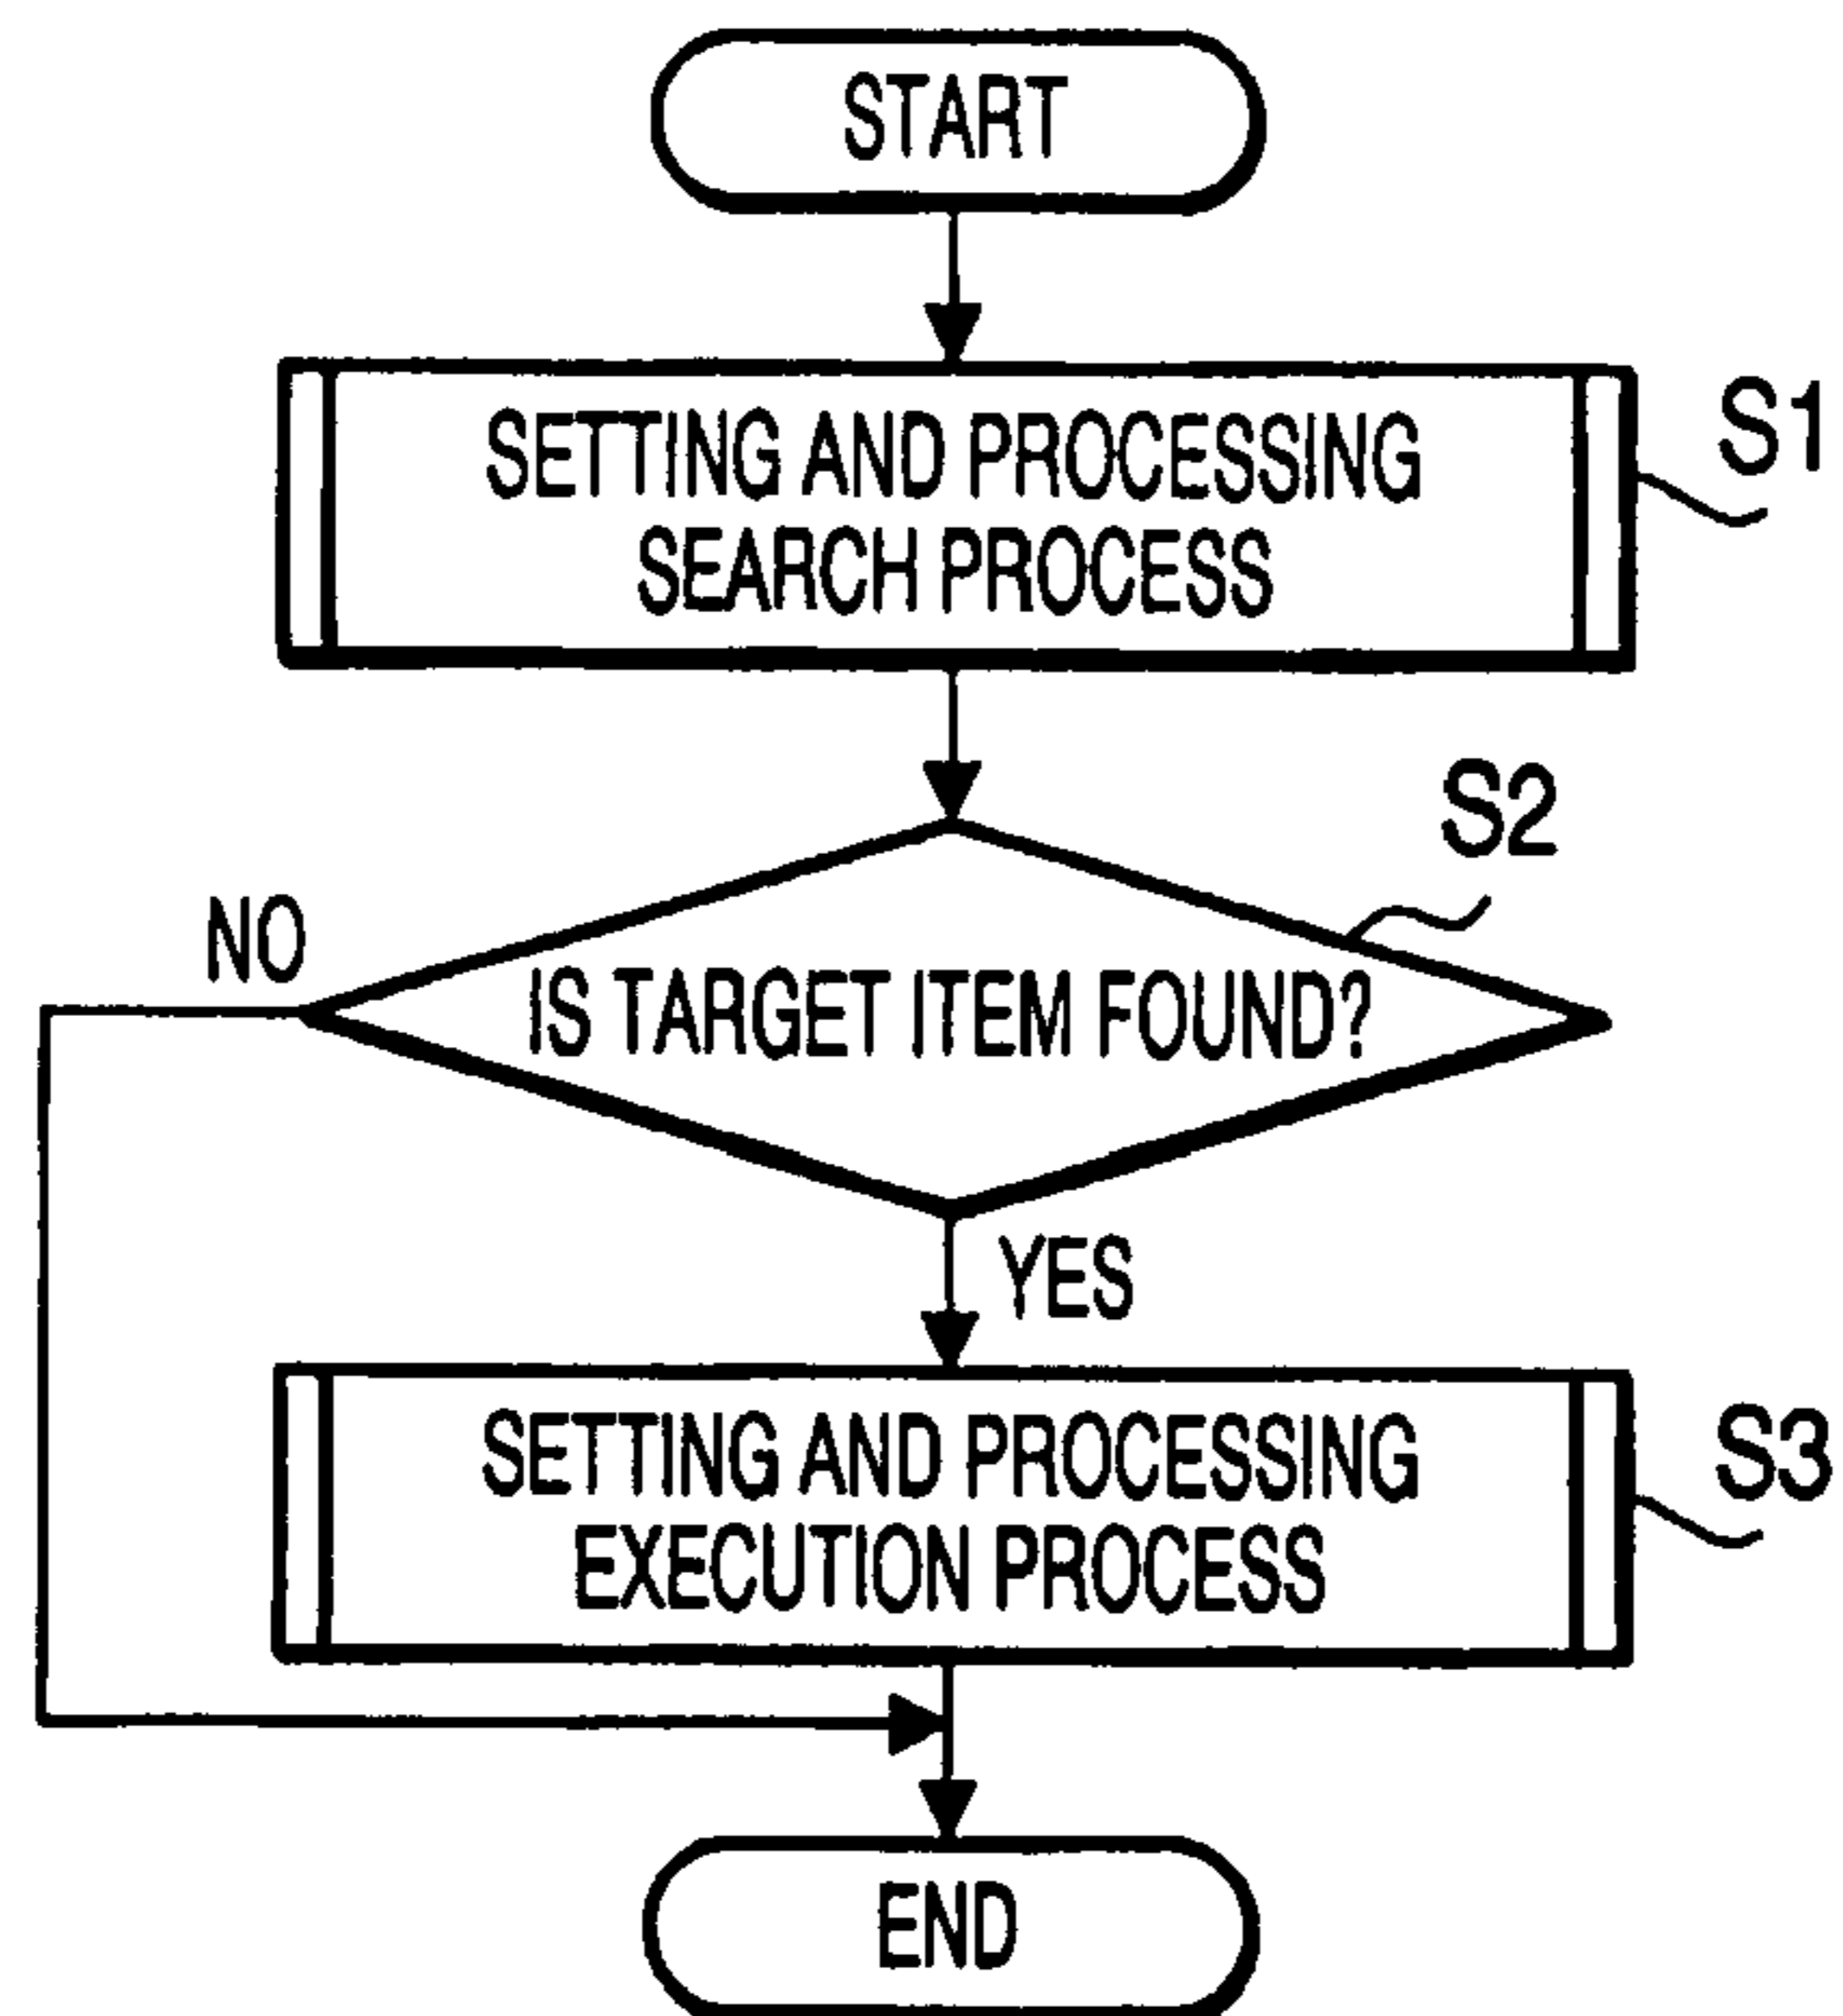 START
SETTING AND PROCESSING
SEARCH PROCESS
S1
S2
NO
IS TARGET ITEM FOUND?
YES
SETTING AND PROCESSING
EXECUTION PROCESS
S3
END